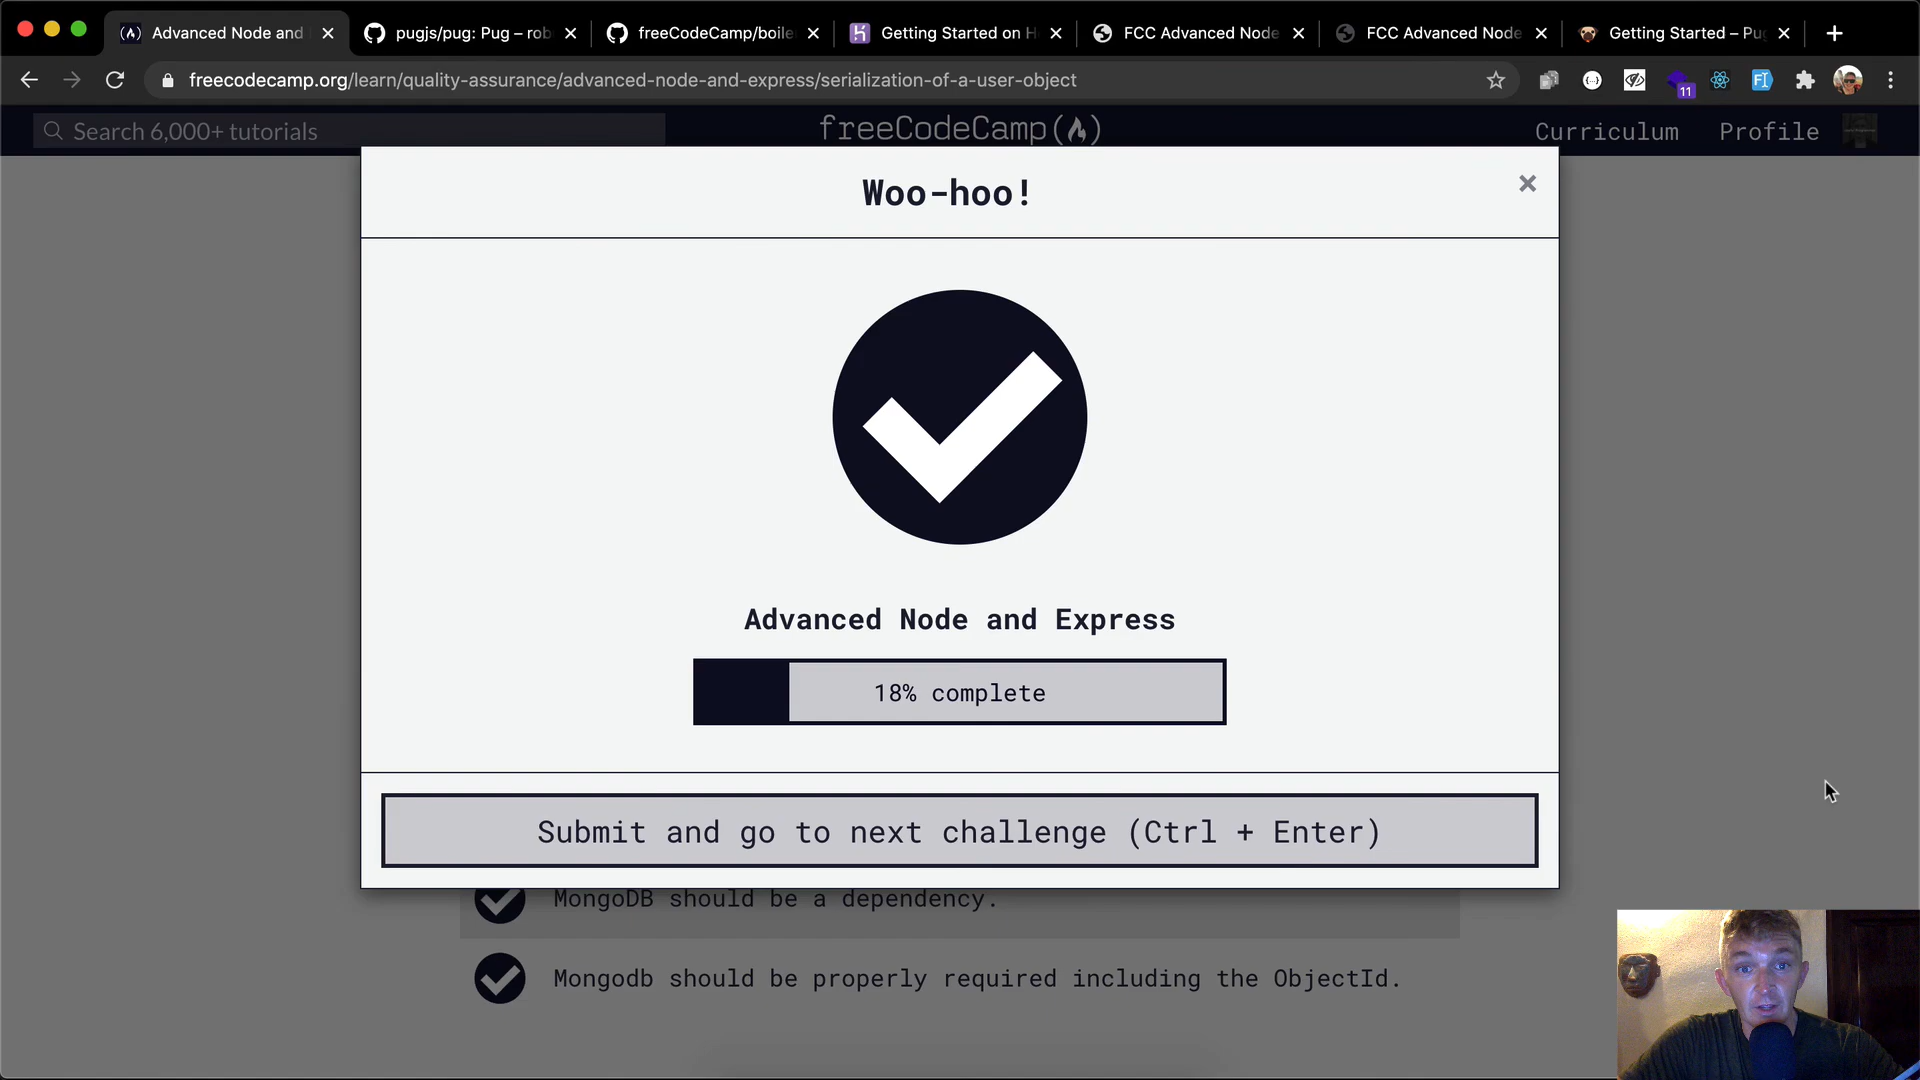 Advanced Node and
pugjs/pug: Pug – rob
freeCodeCamp/boile
Getting Started on H
FCC Advanced Node
FCC Advanced Node
Getting Started – Pu
freecodecamp.org/learn/quality-assurance/advanced-node-and-express/serialization-of-a-user-object
11
Search 6,000+ tutorials
freeCodeCamp
Curriculum
Profile
Woo-hoo!
Advanced Node and Express
18% complete
Submit and go to next challenge (Ctrl + Enter)
MongoDB should be a dependency.
Mongodb should be properly required including the ObjectId.